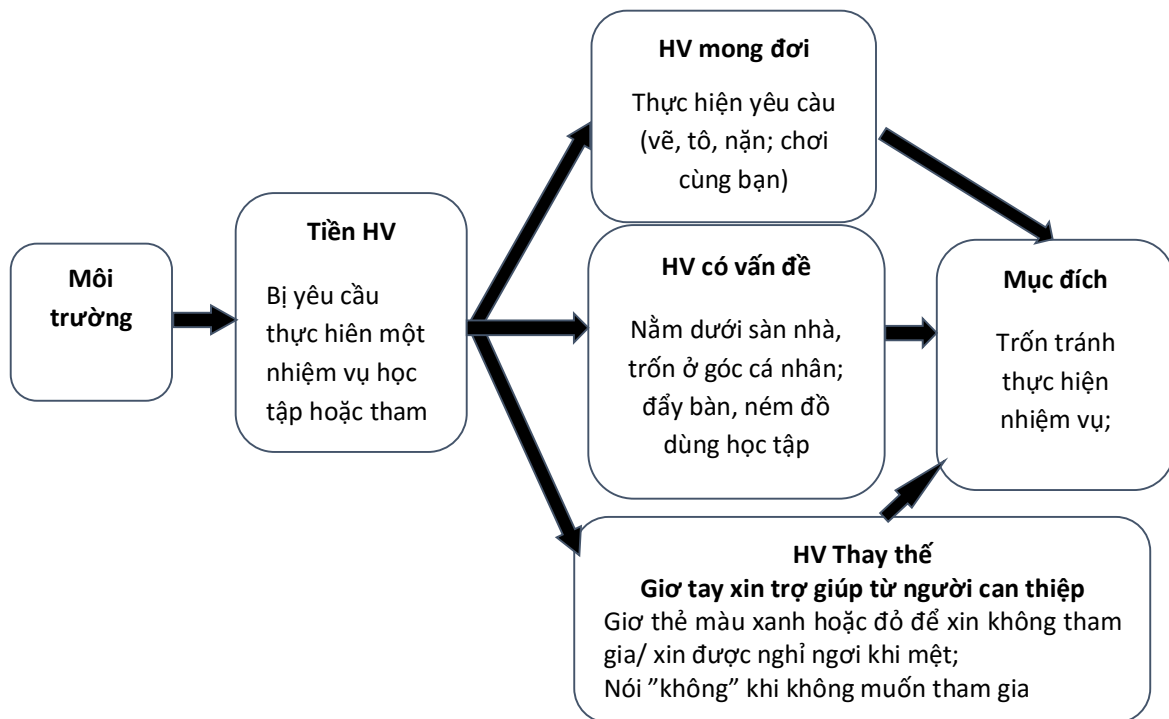 Môi
trường
Tiền HV
Bị yêu cầu
thực hiên một
nhiệm vụ học
tập hoặc tham
HV mong đơi
Thực hiện yêu càu
(vẽ, tô, nặn; chơi
cùng bạn)
HV có vấn đề
Nằm dưới sàn nhà,
trốn ở góc cá nhân;
đẩy bàn, ném đồ
dùng học tập
HV Thay thế
Giơ tay xin trợ giúp từ người can thiệp
Giơ thẻ màu xanh hoặc đỏ để xin không tham
gia/ xin được nghỉ ngơi khi mệt;
Nói ”không” khi không muốn tham gia
Mục đích
Trốn tránh
thực hiện
nhiệm vụ;